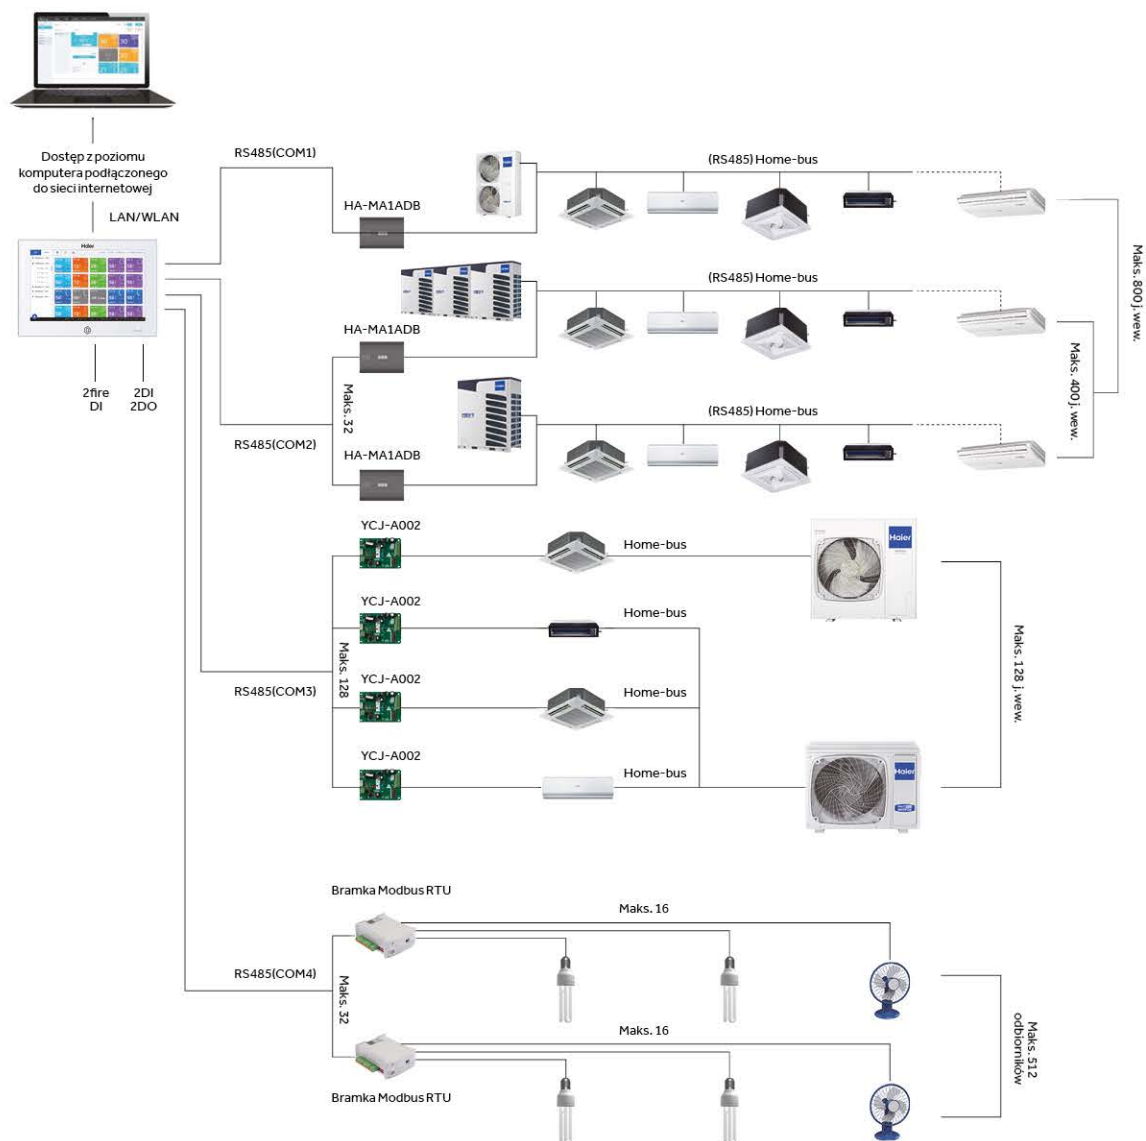 Dostęp z poziomu
komputera podłączonego
do sieci internetowej
LAN/WLAN
Haier
2fire
DI
2DI
2DO
RS485(COM1)
HA-MA1ADB
(RS485) Home-bus
Maks. 800 j. wew.
HA-MA1ADB
(RS485) Home-bus
Maks. 32
Maks. 400 j. wew.
RS485(COM2)
HA-MA1ADB
(RS485) Home-bus
YCJ-A002
Home-bus
Haier
YCJ-A002
Home-bus
Maks. 128
Maks. 128 j. wew.
RS485(COM3)
YCJ-A002
Home-bus
YCJ-A002
Home-bus
Haier
Bramka Modbus RTU
Maks. 16
RS485(COM4)
Maks. 32
Maks. 16
Maks. 512
odbiorników
Bramka Modbus RTU